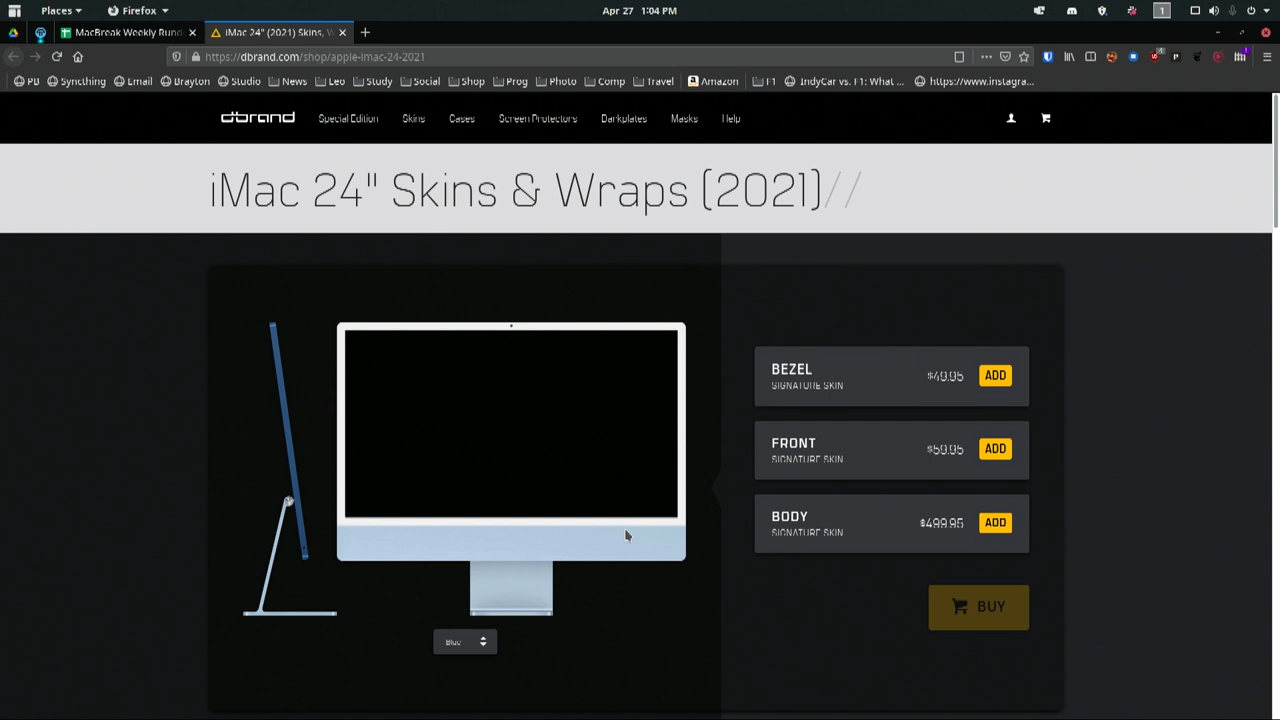 Places
Firefox
Apr 27 1:04 PM
1
MacBreak Weekly Rund
iMac 24" (2021) Skins, W
https://dbrand.com/shop/apple-imac-24-2021
PB
Syncthing
Email
Brayton
Studio
News
Leo
Study
Social
Shop
Prog
Photo
Comp
Travel
Amazon
F1
IndyCar vs. F1: What ...
https://www.instagra...
dbrand
Special Edition
Skins
Cases
Screen Protectors
Darkplates
Masks
Help
iMac 24" Skins & Wraps (2021)//
BEZEL
SIGNATURE SKIN
$49.95
ADD
FRONT
SIGNATURE SKIN
$59.95
ADD
BODY
SIGNATURE SKIN
$499.95
ADD
BUY
Blue